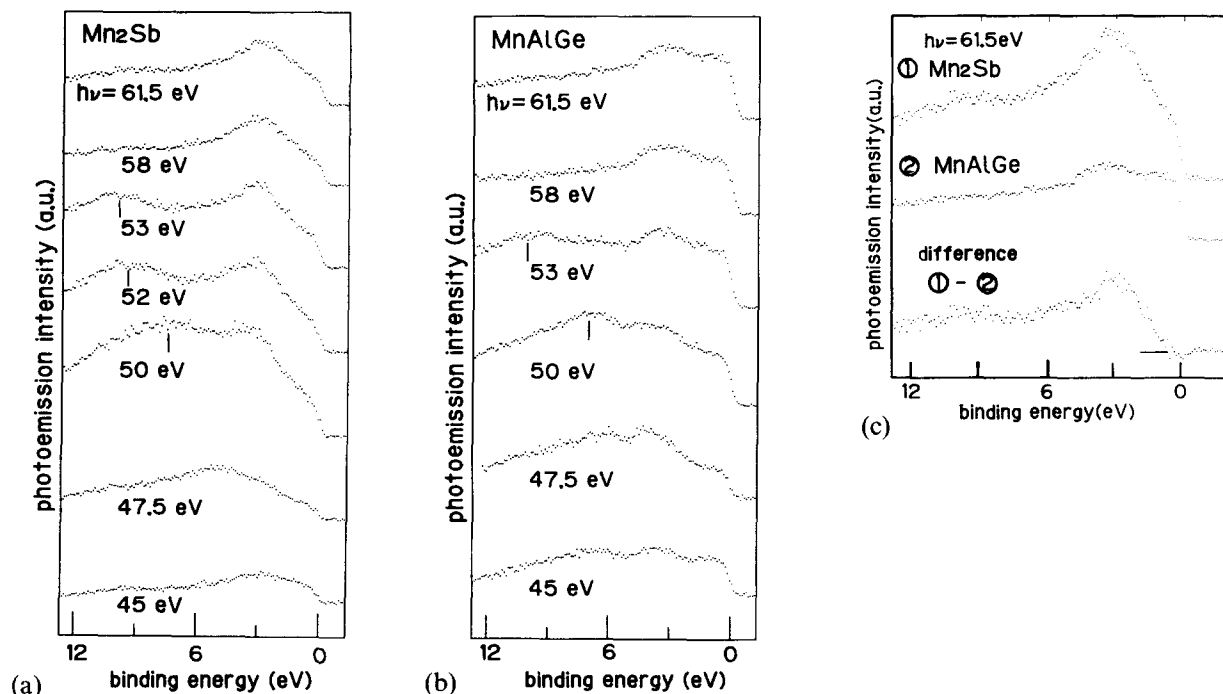 Mn2Sb
hν = 61.5 eV
58 eV
53 eV
52 eV
50 eV
47.5 eV
45 eV
photoemission intensity (a.u.)
12 6 0
binding energy (eV)
(a)
MnAlGe
hν = 61.5 eV
58 eV
53 eV
50 eV
47.5 eV
45 eV
photoemission intensity (a.u.)
12 6 0
binding energy (eV)
(b)
hν = 61.5eV
① Mn2Sb
② MnAlGe
difference
① - ②
photoemission intensity(a.u.)
12 9 6 3 0
binding energy(eV)
(c)